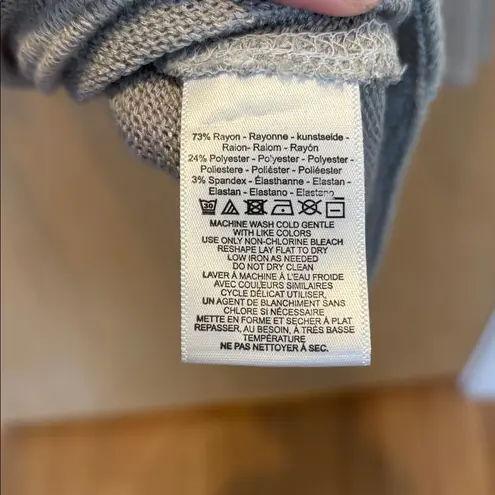 73% Rayon - Rayonne - kunstseide -
Raion- Raiom - Rayón
24% Polyester - Polyester - Polyester -
Poliestere - Poliéster - Poliéester
3% Spandex - Élasthanne - Elastan -
Elastan - Elastano - Elastano
30
MACHINE WASH COLD GENTLE
WITH LIKE COLORS
USE ONLY NON-CHLORINE BLEACH
RESHAPE LAY FLAT TO DRY
LOW IRON AS NEEDED
DO NOT DRY CLEAN
LAVER À MACHINE À L'EAU FROIDE
AVEC COULEURS SIMILAIRES
CYCLE DÉLICAT UTILISER,
UN AGENT DE BLANCHIMENT SANS
CHLORE SI NÉCESSAIRE
METTE EN FORME ET SÉCHER À PLAT
REPASSER, AU BESOIN, À TRÈS BASSE
TEMPÉRATURE
NE PAS NETTOYER À SEC.